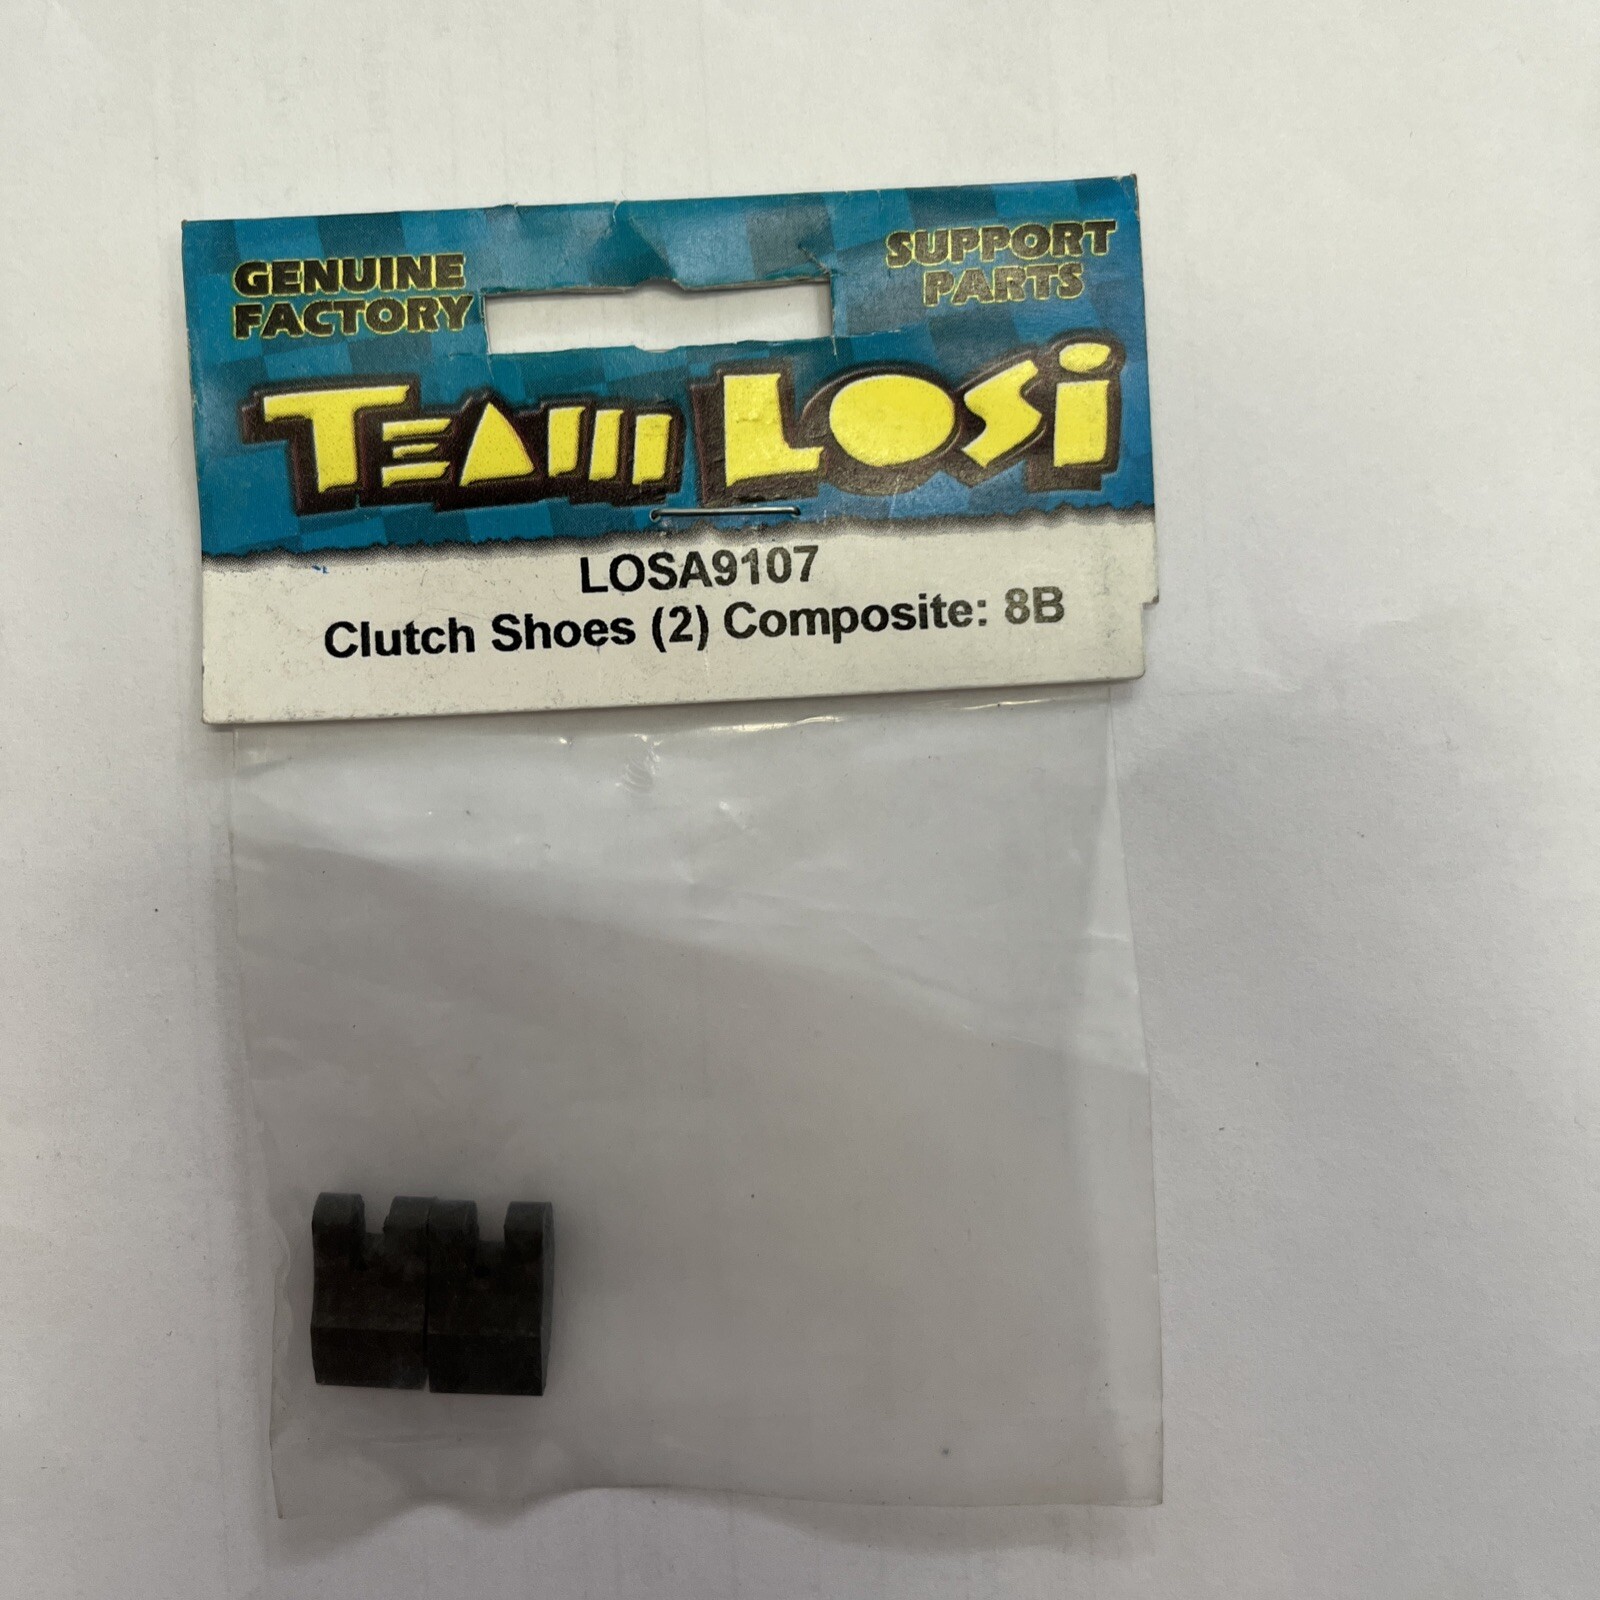 GENUINE
FACTORY
SUPPORT
PARTS
TEAM LOSI
LOSA9107
Clutch Shoes (2) Composite: 8B